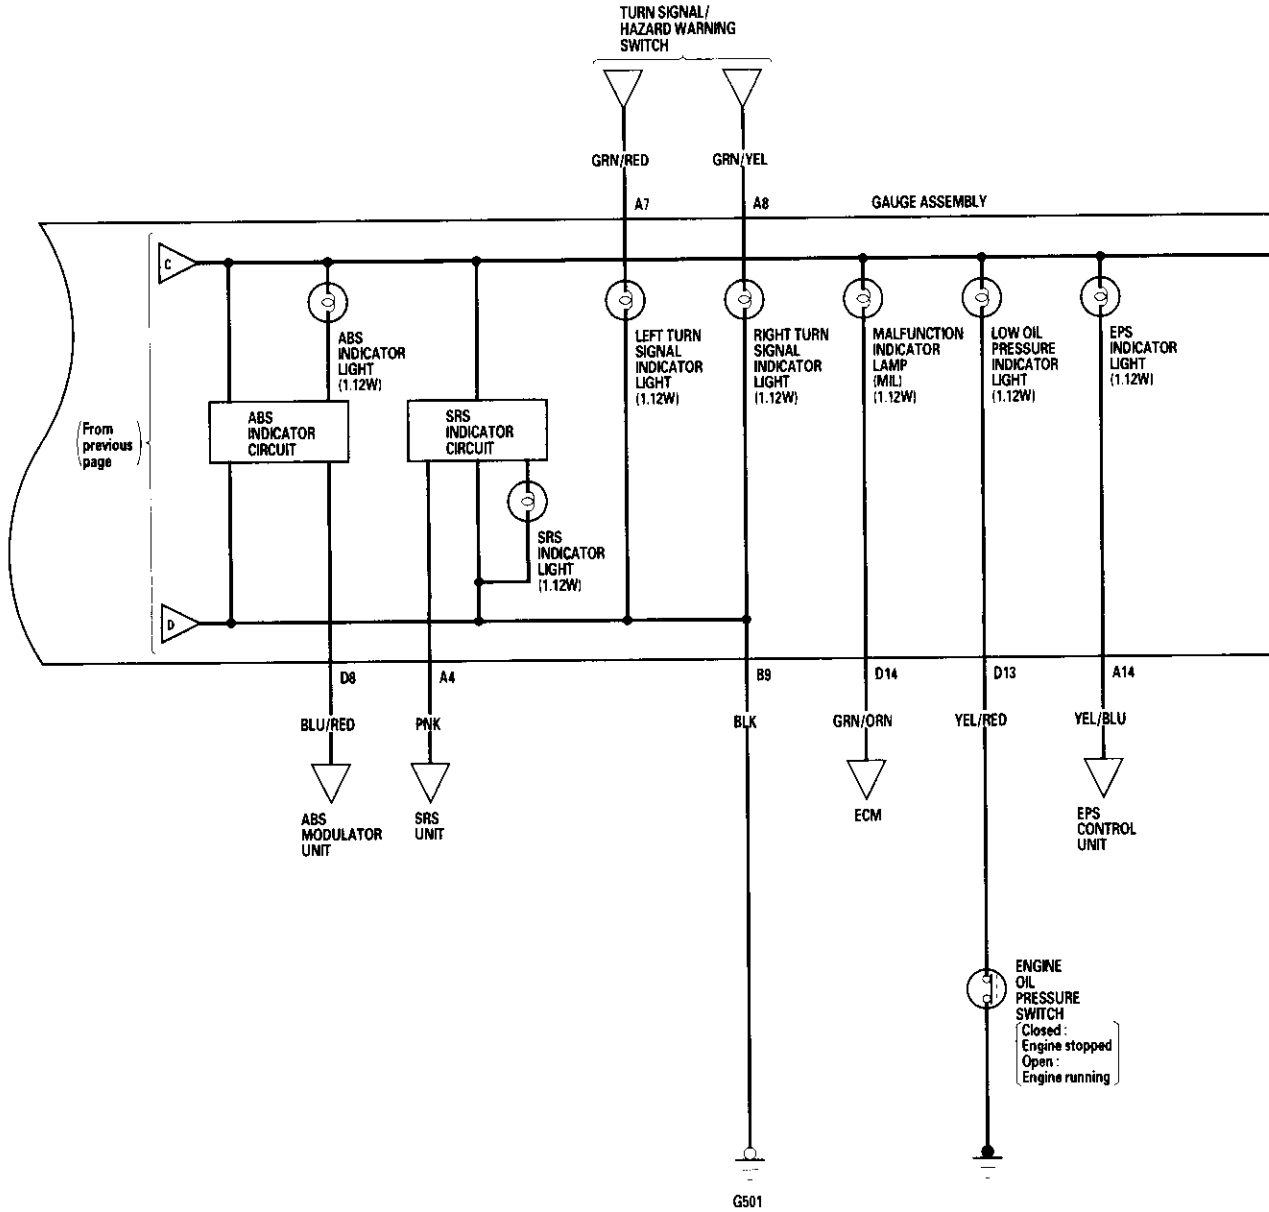 TURN SIGNAL/
HAZARD WARNING
SWITCH
GRN/RED
GRN/YEL
A7
A8
GAUGE ASSEMBLY
C
ABS
INDICATOR
LIGHT
(1.12W)
LEFT TURN
SIGNAL
INDICATOR
LIGHT
(1.12W)
RIGHT TURN
SIGNAL
INDICATOR
LIGHT
(1.12W)
MALFUNCTION
INDICATOR
LAMP
(MIL)
(1.12W)
LOW OIL
PRESSURE
INDICATOR
LIGHT
(1.12W)
EPS
INDICATOR
LIGHT
(1.12W)
(From
previous
page)
ABS
INDICATOR
CIRCUIT
SRS
INDICATOR
CIRCUIT
SRS
INDICATOR
LIGHT
(1.12W)
D
D8
A4
B9
D14
D13
A14
BLU/RED
PNK
BLK
GRN/ORN
YEL/RED
YEL/BLU
ABS
MODULATOR
UNIT
SRS
UNIT
ECM
EPS
CONTROL
UNIT
ENGINE
OIL
PRESSURE
SWITCH
Closed :
Engine stopped
Open :
Engine running
G501